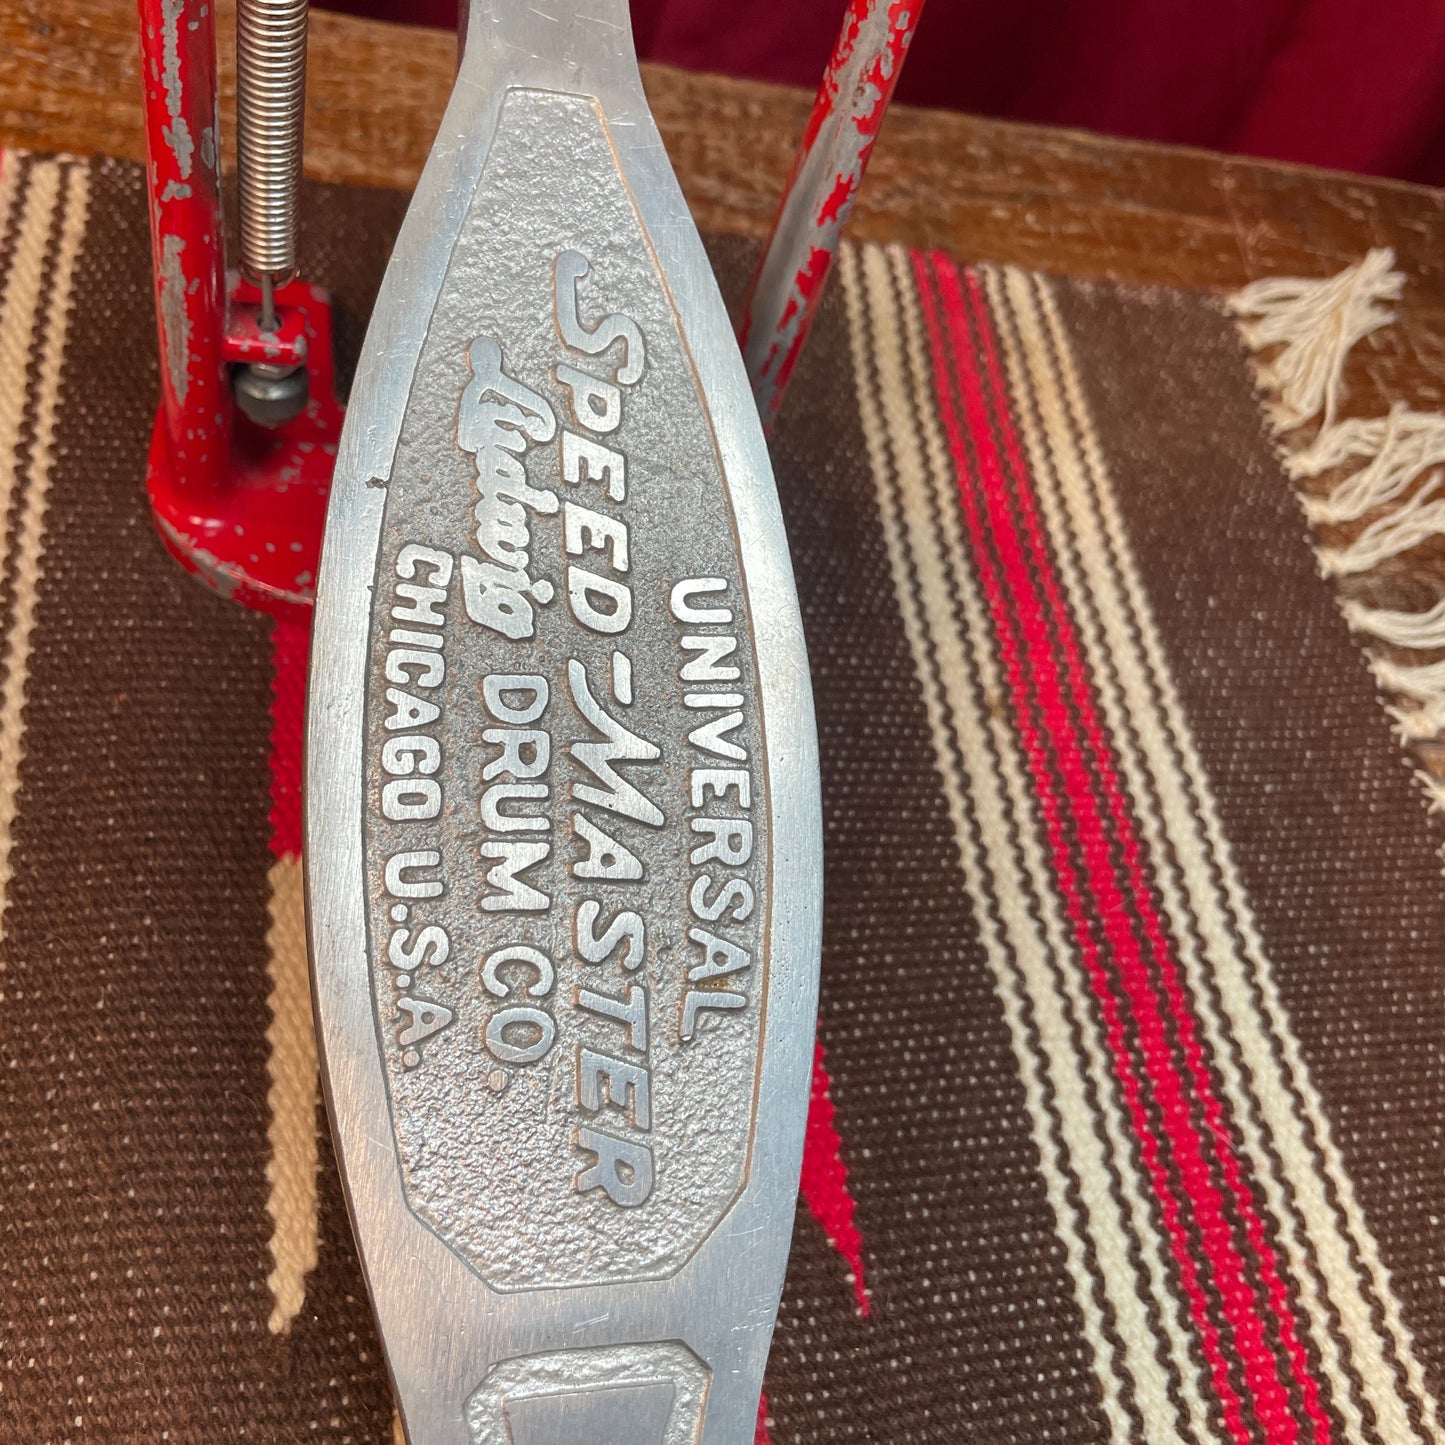 UNIVERSAL
SPEED-MASTER
Ludwig DRUM CO.
CHICAGO U.S.A.